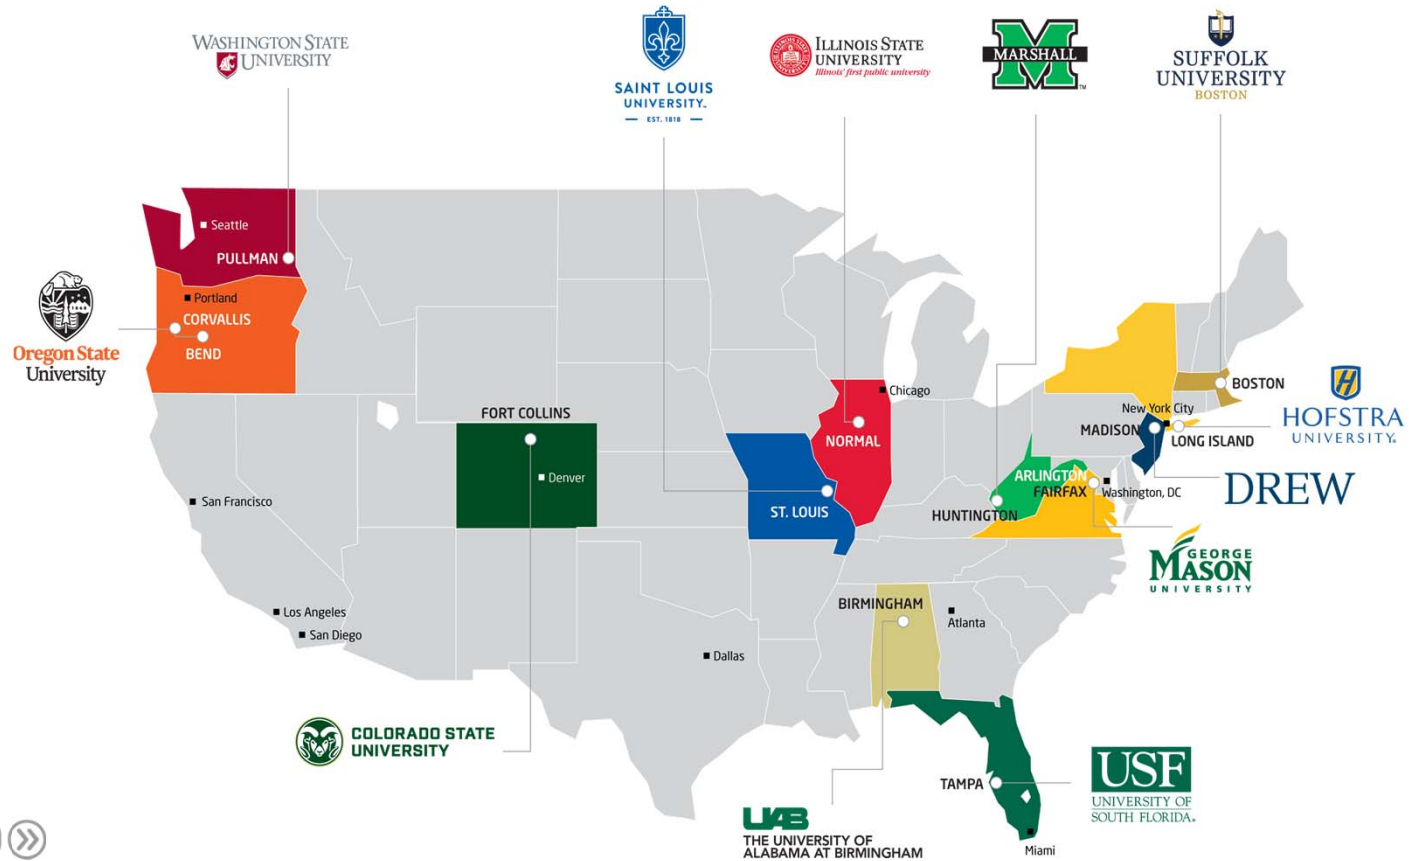 WASHINGTON STATE
UNIVERSITY
SAINT LOUIS
UNIVERSITY™
EST. 1818
ILLINOIS STATE
UNIVERSITY
Illinois' first public university
MARSHALL
TM
SUFFOLK
UNIVERSITY
BOSTON
Seattle
PULLMAN
Portland
CORVALLIS
BEND
Oregon State
University
FORT COLLINS
Denver
Chicago
NORMAL
ST. LOUIS
BOSTON
New York City
MADISON
LONG ISLAND
H
HOFSTRA
UNIVERSITY®
DREW
ARLINGTON
FAIRFAX
Washington, DC
HUNTINGTON
GEORGE
MASON
UNIVERSITY
San Francisco
Los Angeles
San Diego
Dallas
BIRMINGHAM
Atlanta
COLORADO STATE
UNIVERSITY
TAMPA
USF
UNIVERSITY OF
SOUTH FLORIDA®
Miami
UAB
THE UNIVERSITY OF
ALABAMA AT BIRMINGHAM